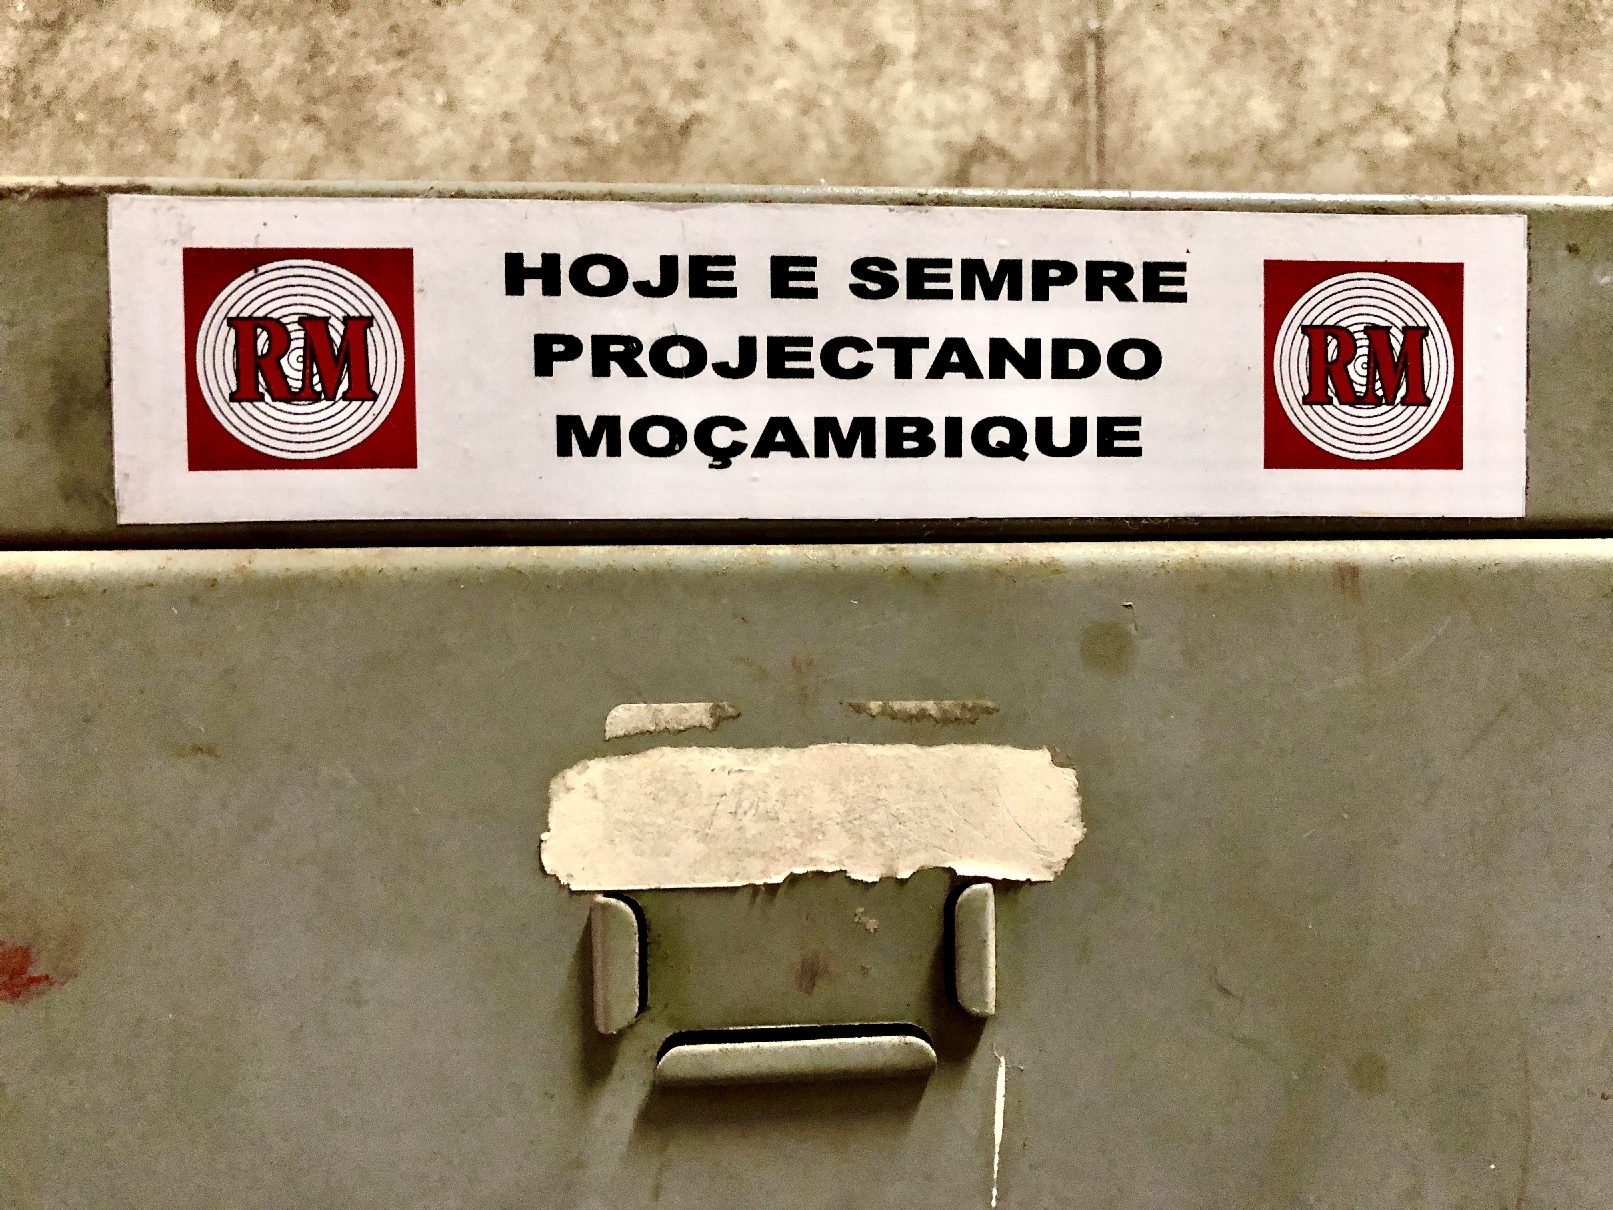 RM
HOJE E SEMPRE
PROJECTANDO
MOÇAMBIQUE
RM